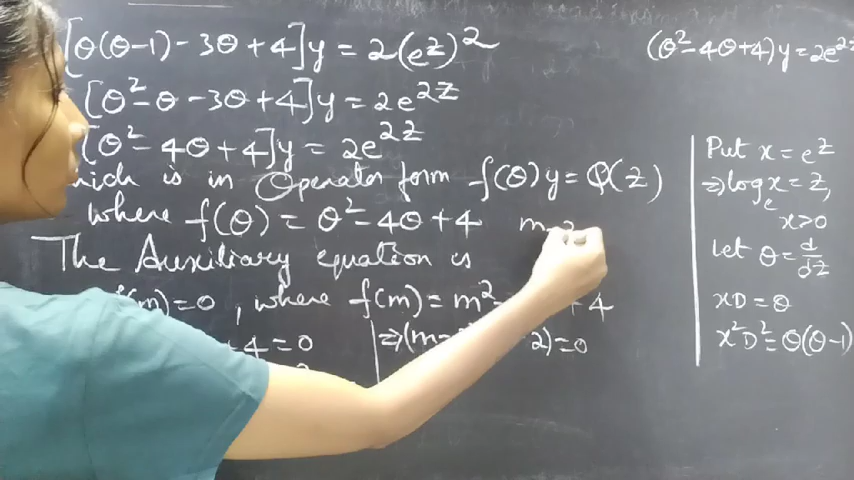 [θ(θ-1)-3θ+4]y = 2(e^z)^2
[θ^2-θ-3θ+4]y = 2e^2z
[θ^2-4θ+4]y = 2e^2z
is in Operator form f(θ)y = Q(z)
where f(θ) = θ^2-4θ+4
The Auxiliary equation is
f(m)=0, where f(m) = m^2 + 4
+4=0
⇒(m- 2)=0
(θ^2-4θ+4)y=2e^2z
Put x = e^z
⇒log_e x = z,
x>0
Let θ = d/dz
xD = θ
x^2D^2=θ(θ-1)